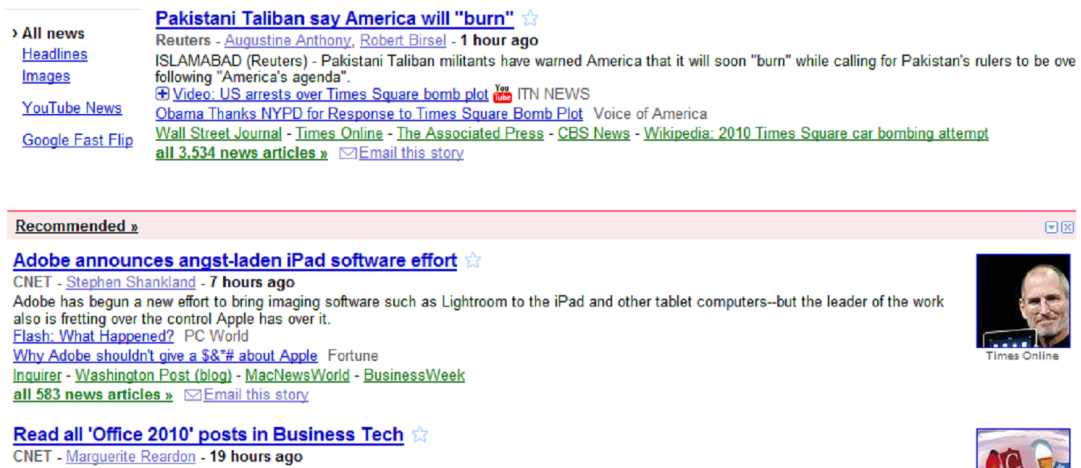 › All news
Headlines
Images
YouTube News
Google Fast Flip
Pakistani Taliban say America will "burn"
Reuters - Augustine Anthony, Robert Birsel - 1 hour ago
ISLAMABAD (Reuters) - Pakistani Taliban militants have warned America that it will soon "burn" while calling for Pakistan's rulers to be ove
following "America's agenda".
Video: US arrests over Times Square bomb plot You Tube ITN NEWS
Obama Thanks NYPD for Response to Times Square Bomb Plot Voice of America
Wall Street Journal - Times Online - The Associated Press - CBS News - Wikipedia: 2010 Times Square car bombing attempt
all 3,534 news articles » Email this story
Recommended »
Adobe announces angst-laden iPad software effort
CNET - Stephen Shankland - 7 hours ago
Adobe has begun a new effort to bring imaging software such as Lightroom to the iPad and other tablet computers--but the leader of the work
also is fretting over the control Apple has over it.
Flash: What Happened? PC World
Why Adobe shouldn't give a $&*# about Apple Fortune
Inquirer - Washington Post (blog) - MacNewsWorld - BusinessWeek
all 583 news articles » Email this story
Times Online
Read all 'Office 2010' posts in Business Tech
CNET - Marguerite Reardon - 19 hours ago